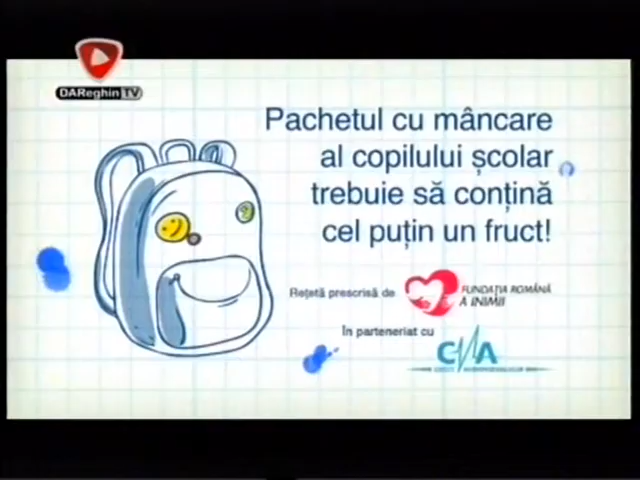 DAReghin TV
Pachetul cu mâncare
al copilului școlar
trebuie să conțină
cel puțin un fruct!
Rețetă prescrisă de
FUNDAȚIA ROMÂNĂ
A INIMII
În parteneriat cu
CNA